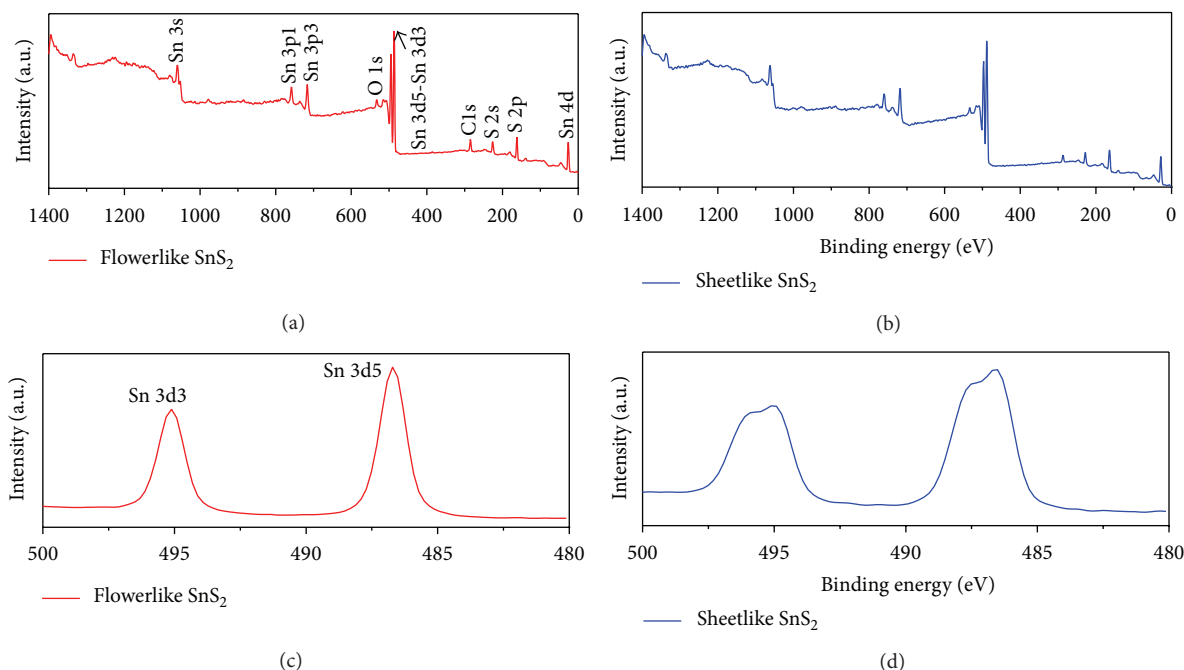 Intensity (a.u.)
Sn 3s
Sn 3p1
Sn 3p3
O 1s
Sn 3d5-Sn 3d3
C1s
S 2s
S 2p
Sn 4d
1400 1200 1000 800 600 400 200 0
Flowerlike SnS₂
(a)
Intensity (a.u.)
1400 1200 1000 800 600 400 200 0
Binding energy (eV)
Sheetlike SnS₂
(b)
Intensity (a.u.)
Sn 3d3
Sn 3d5
500 495 490 485 480
Flowerlike SnS₂
(c)
Intensity (a.u.)
500 495 490 485 480
Binding energy (eV)
Sheetlike SnS₂
(d)